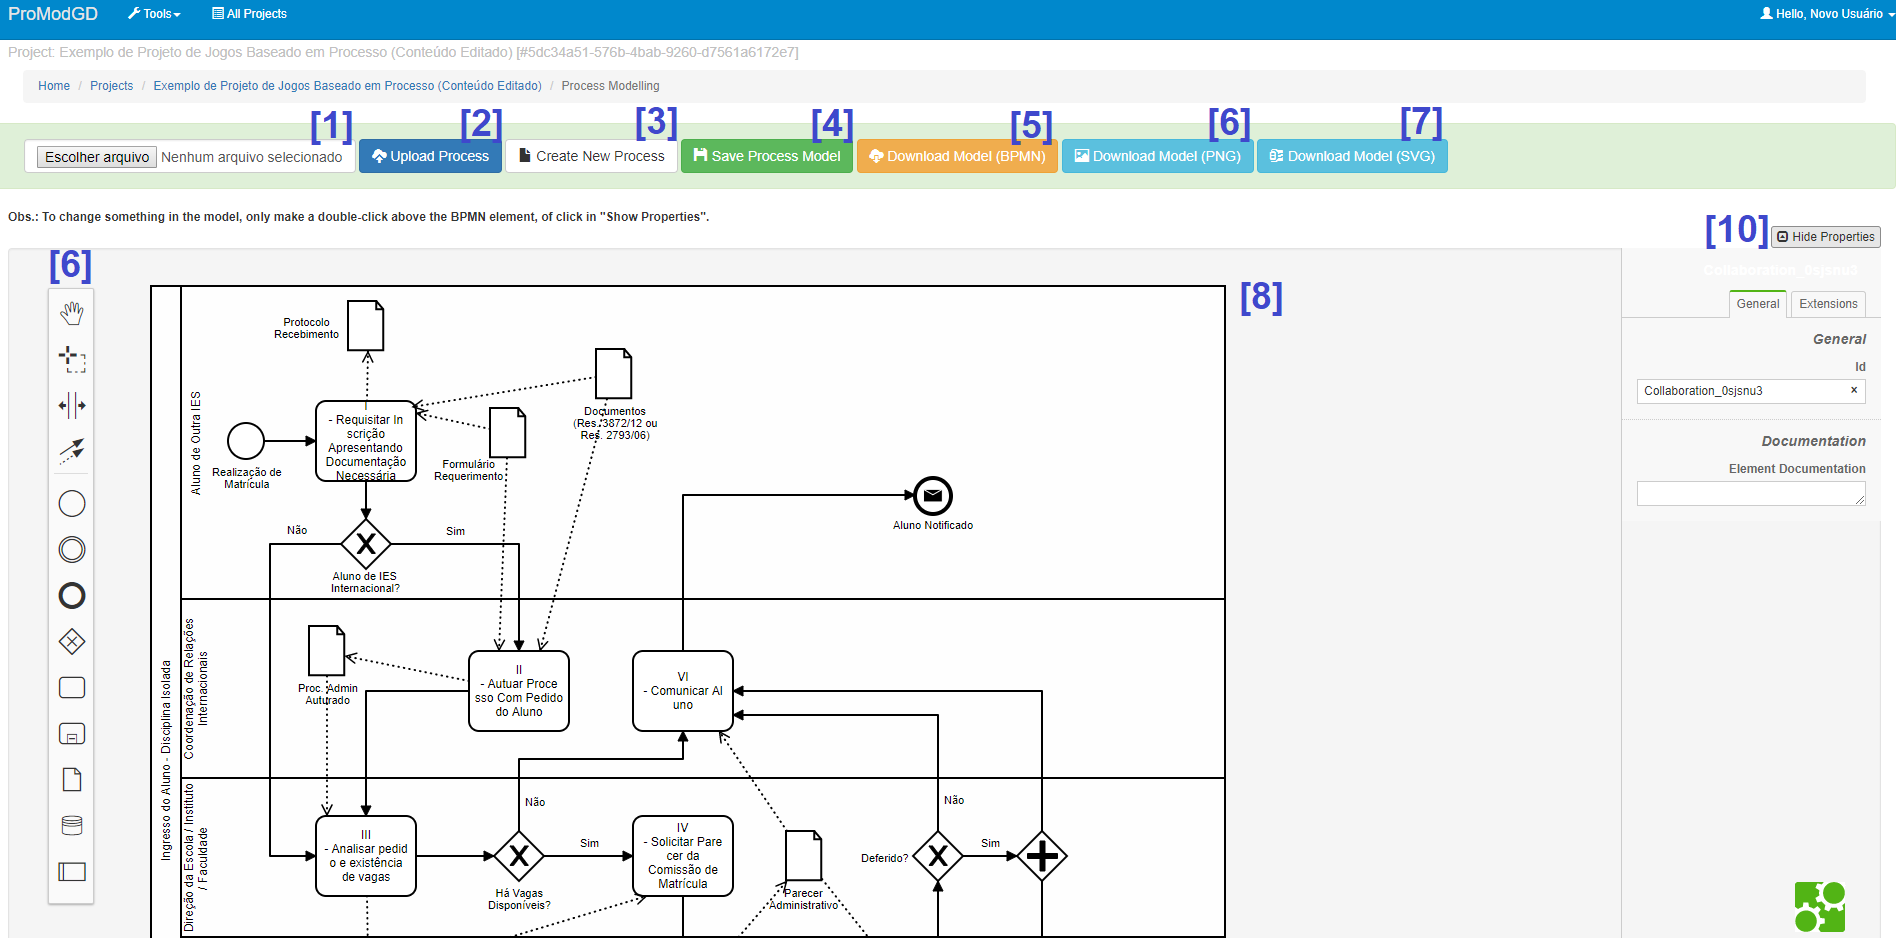 ProModGD Tools All Projects Hello, Novo Usuário
Project: Exemplo de Projeto de Jogos Baseado em Processo (Conteúdo Editado) [#5dc34a51-576b-4bab-9260-d7561a6172e7]
Home / Projects / Exemplo de Projeto de Jogos Baseado em Processo (Conteúdo Editado) / Process Modelling
[1] [2] [3] [4] [5] [6] [7]
Escolher arquivo Nenhum arquivo selecionado Upload Process Create New Process Save Process Model Download Model (BPMN) Download Model (PNG) Download Model (SVG)
Obs.: To change something in the model, only make a double-click above the BPMN element, of click in "Show Properties".
[10] Hide Properties
[6]
[8]
Collaboration_0sjsnu3
General Extensions
General
Id
Collaboration_0sjsnu3 ×
Documentation
Element Documentation
Ingresso do Aluno - Disciplina Isolada
Aluno de Outra IES
Protocolo
Recebimento
Documentos
(Res. 3872/12 ou
Res. 2793/06)
I
- Requisitar In
scrição
Apresentando
Documentação
Necessária
Realização de
Matrícula
Formulário
Requerimento
Aluno Notificado
Não
Sim
Aluno de IES
Internacional?
Coordenação de Relações
Internacionais
Proc. Admin
Auturado
II
- Autuar Proce
sso Com Pedido
do Aluno
VI
- Comunicar Al
uno
Direção da Escola / Instituto
/ Faculdade
Não
Não
III
- Analisar pedid
o e existência
de vagas
Sim
Há Vagas
Disponíveis?
IV
- Solicitar Pare
cer da
Comissão de
Matrícula
Parecer
Administrativo
Deferido?
Sim